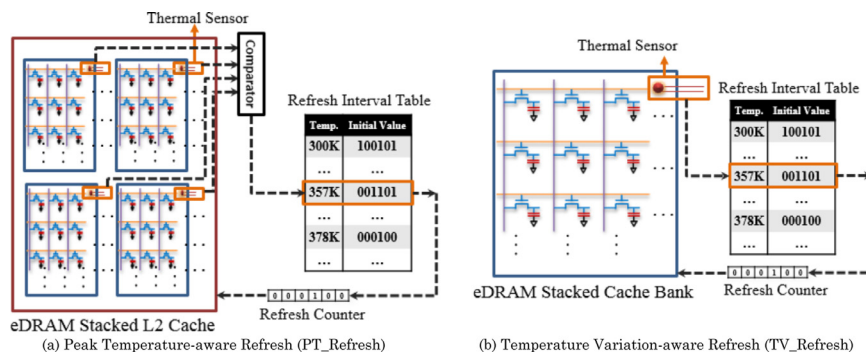 Thermal Sensor
Comparator
Refresh Interval Table
Temp. Initial Value
300K 100101
... ...
357K 001101
... ...
378K 000100
... ...
0 0 0 1 0 0
Refresh Counter
eDRAM Stacked L2 Cache
(a) Peak Temperature-aware Refresh (PT_Refresh)
Thermal Sensor
Refresh Interval Table
Temp. Initial Value
300K 100101
... ...
357K 001101
... ...
378K 000100
... ...
0 0 0 1 0 0
Refresh Counter
eDRAM Stacked Cache Bank
(b) Temperature Variation-aware Refresh (TV_Refresh)